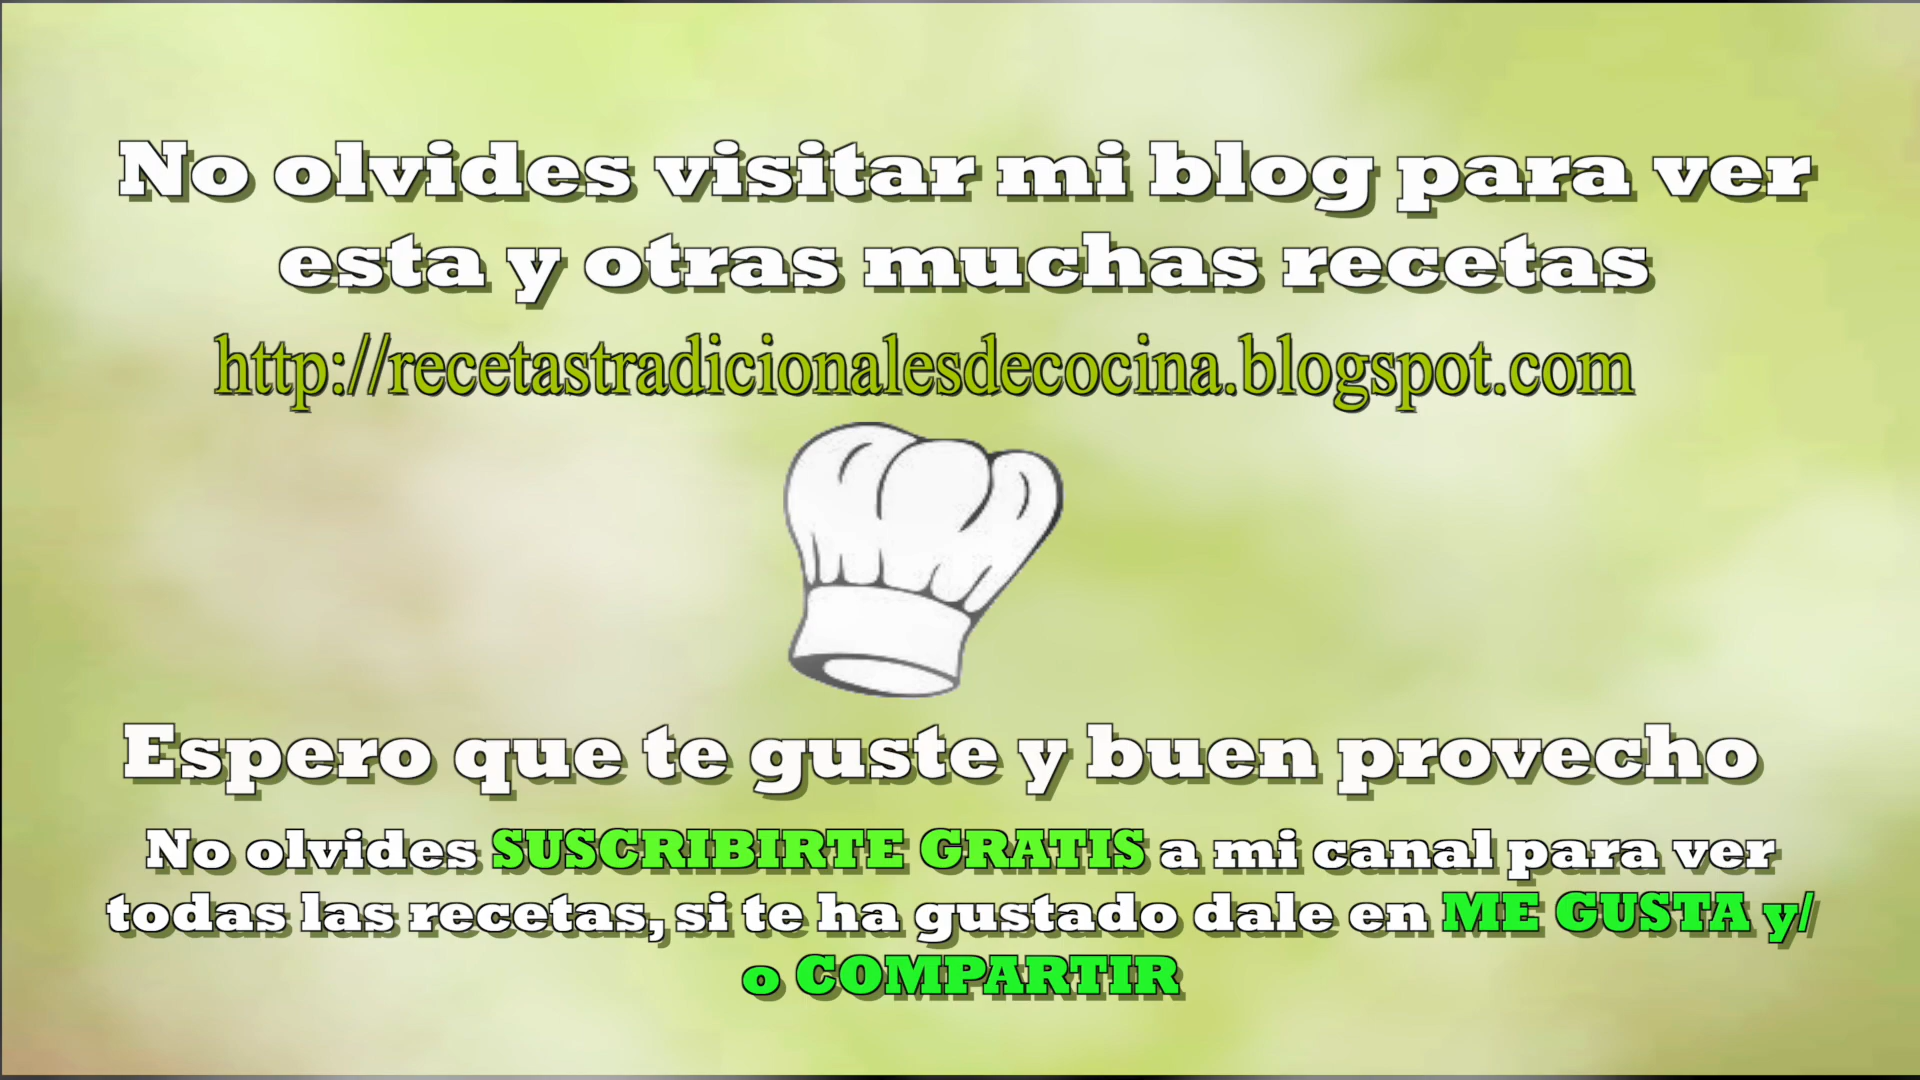 No olvides visitar mi blog para ver
esta y otras muchas recetas
http://recetastradicionalesdecocina.blogspot.com
Espero que te guste y buen provecho
No olvides SUSCRIBIRTE GRATIS a mi canal para ver
todas las recetas, si te ha gustado dale en ME GUSTA y/
o COMPARTIR